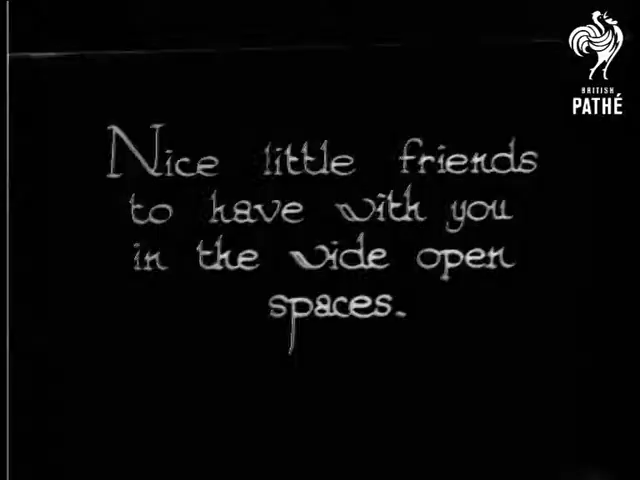 BRITISH
PATHÉ
Nice little friends
to have with you
in the wide open
spaces.